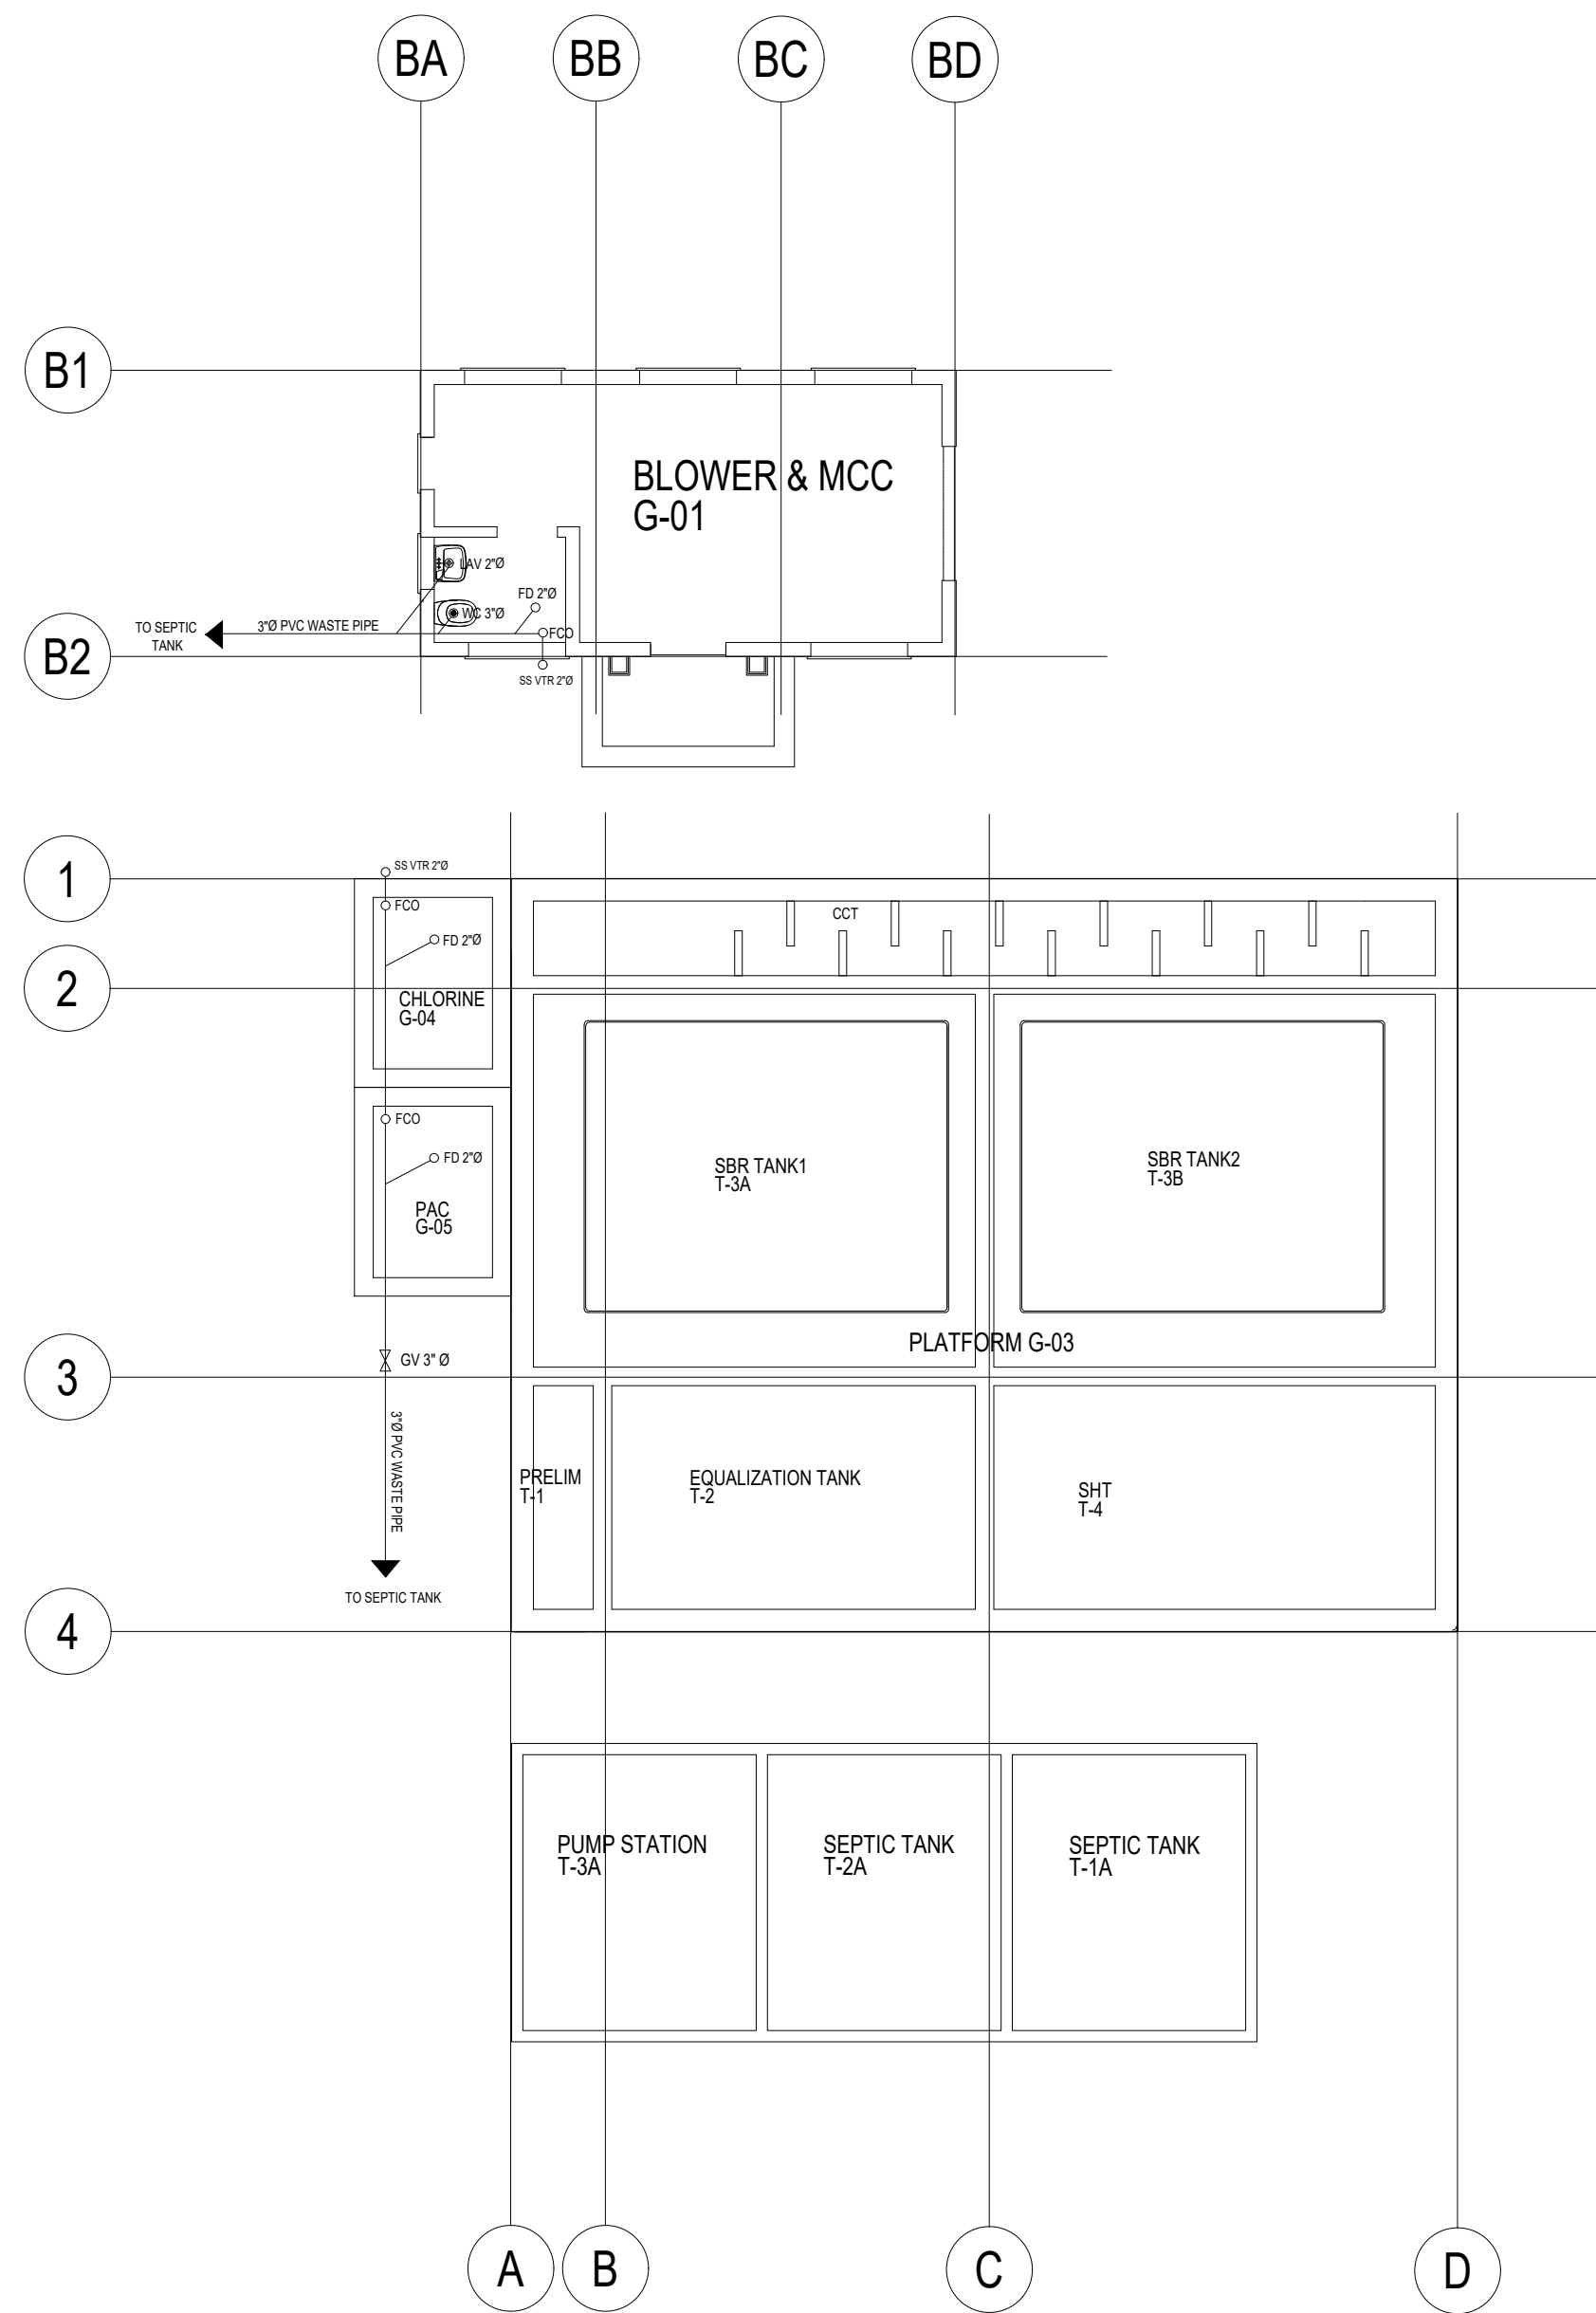 BA
BB
BC
BD
B1
BLOWER & MCC
G-01
LAV 2"Ø
FD 2"Ø
WC 3"Ø
TO SEPTIC
TANK
3"Ø PVC WASTE PIPE
FCO
B2
SS VTR 2"Ø
1
SS VTR 2"Ø
FCO
CCT
FD 2"Ø
2
CHLORINE
G-04
FCO
FD 2"Ø
SBR TANK1
T-3A
SBR TANK2
T-3B
PAC
G-05
PLATFORM G-03
GV 3" Ø
3
3"Ø PVC WASTE PIPE
PRELIM
T-1
EQUALIZATION TANK
T-2
SHT
T-4
TO SEPTIC TANK
4
PUMP STATION
T-3A
SEPTIC TANK
T-2A
SEPTIC TANK
T-1A
A
B
C
D